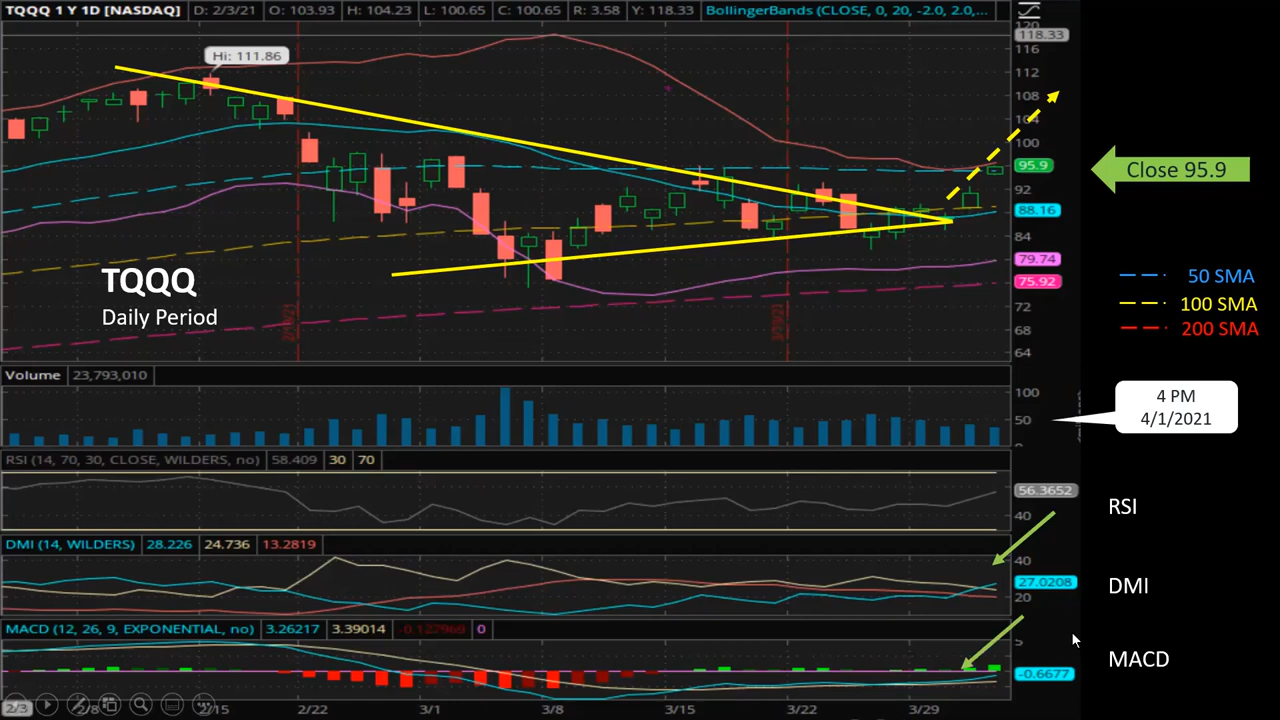 TQQQ 1 Y 1D [NASDAQ] D: 2/3/21 O: 103.93 H: 104.23 L: 100.65 C: 100.65 R: 3.58 Y: 118.33 BollingerBands (CLOSE, 0, 20, -2.0, 2.0,...
120
118.33
116
Hi: 111.86
112
108
104
100
95.9
Close 95.9
92
88.16
84
79.74
75.92
72
68
64
TQQQ
Daily Period
50 SMA
100 SMA
200 SMA
Volume 23,793,010
100
50
4 PM
4/1/2021
RSI (14, 70, 30, CLOSE, WILDERS, no) 58.409 30 70
56.3652
40
RSI
DMI (14, WILDERS) 28.226 24.736 13.2819
40
27.0208
20
DMI
MACD (12, 26, 9, EXPONENTIAL, no) 3.26217 3.39014 -0.127969 0
5
-0.6677
MACD
2/3 2/8 2/15 2/22 3/1 3/8 3/15 3/22 3/29